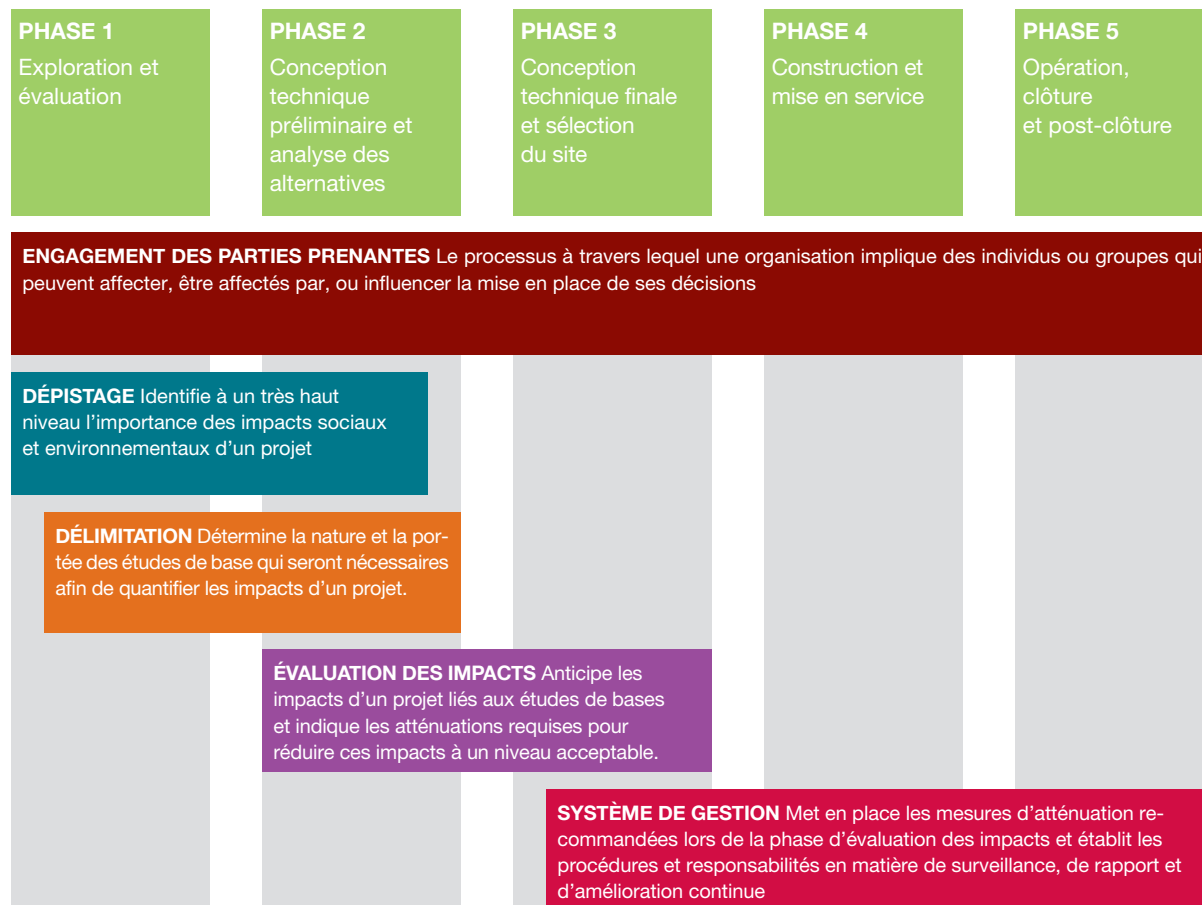 PHASE 1
Exploration et
évaluation
PHASE 2
Conception
technique
préliminaire et
analyse des
alternatives
PHASE 3
Conception
technique finale
et sélection
du site
PHASE 4
Construction et
mise en service
PHASE 5
Opération,
clôture
et post-clôture
ENGAGEMENT DES PARTIES PRENANTES Le processus à travers lequel une organisation implique des individus ou groupes qui
peuvent affecter, être affectés par, ou influencer la mise en place de ses décisions
DÉPISTAGE Identifie à un très haut
niveau l'importance des impacts sociaux
et environnementaux d'un projet
DÉLIMITATION Détermine la nature et la por-
tée des études de base qui seront nécessaires
afin de quantifier les impacts d'un projet.
ÉVALUATION DES IMPACTS Anticipe les
impacts d'un projet liés aux études de bases
et indique les atténuations requises pour
réduire ces impacts à un niveau acceptable.
SYSTÈME DE GESTION Met en place les mesures d'atténuation re-
commandées lors de la phase d'évaluation des impacts et établit les
procédures et responsabilités en matière de surveillance, de rapport et
d'amélioration continue